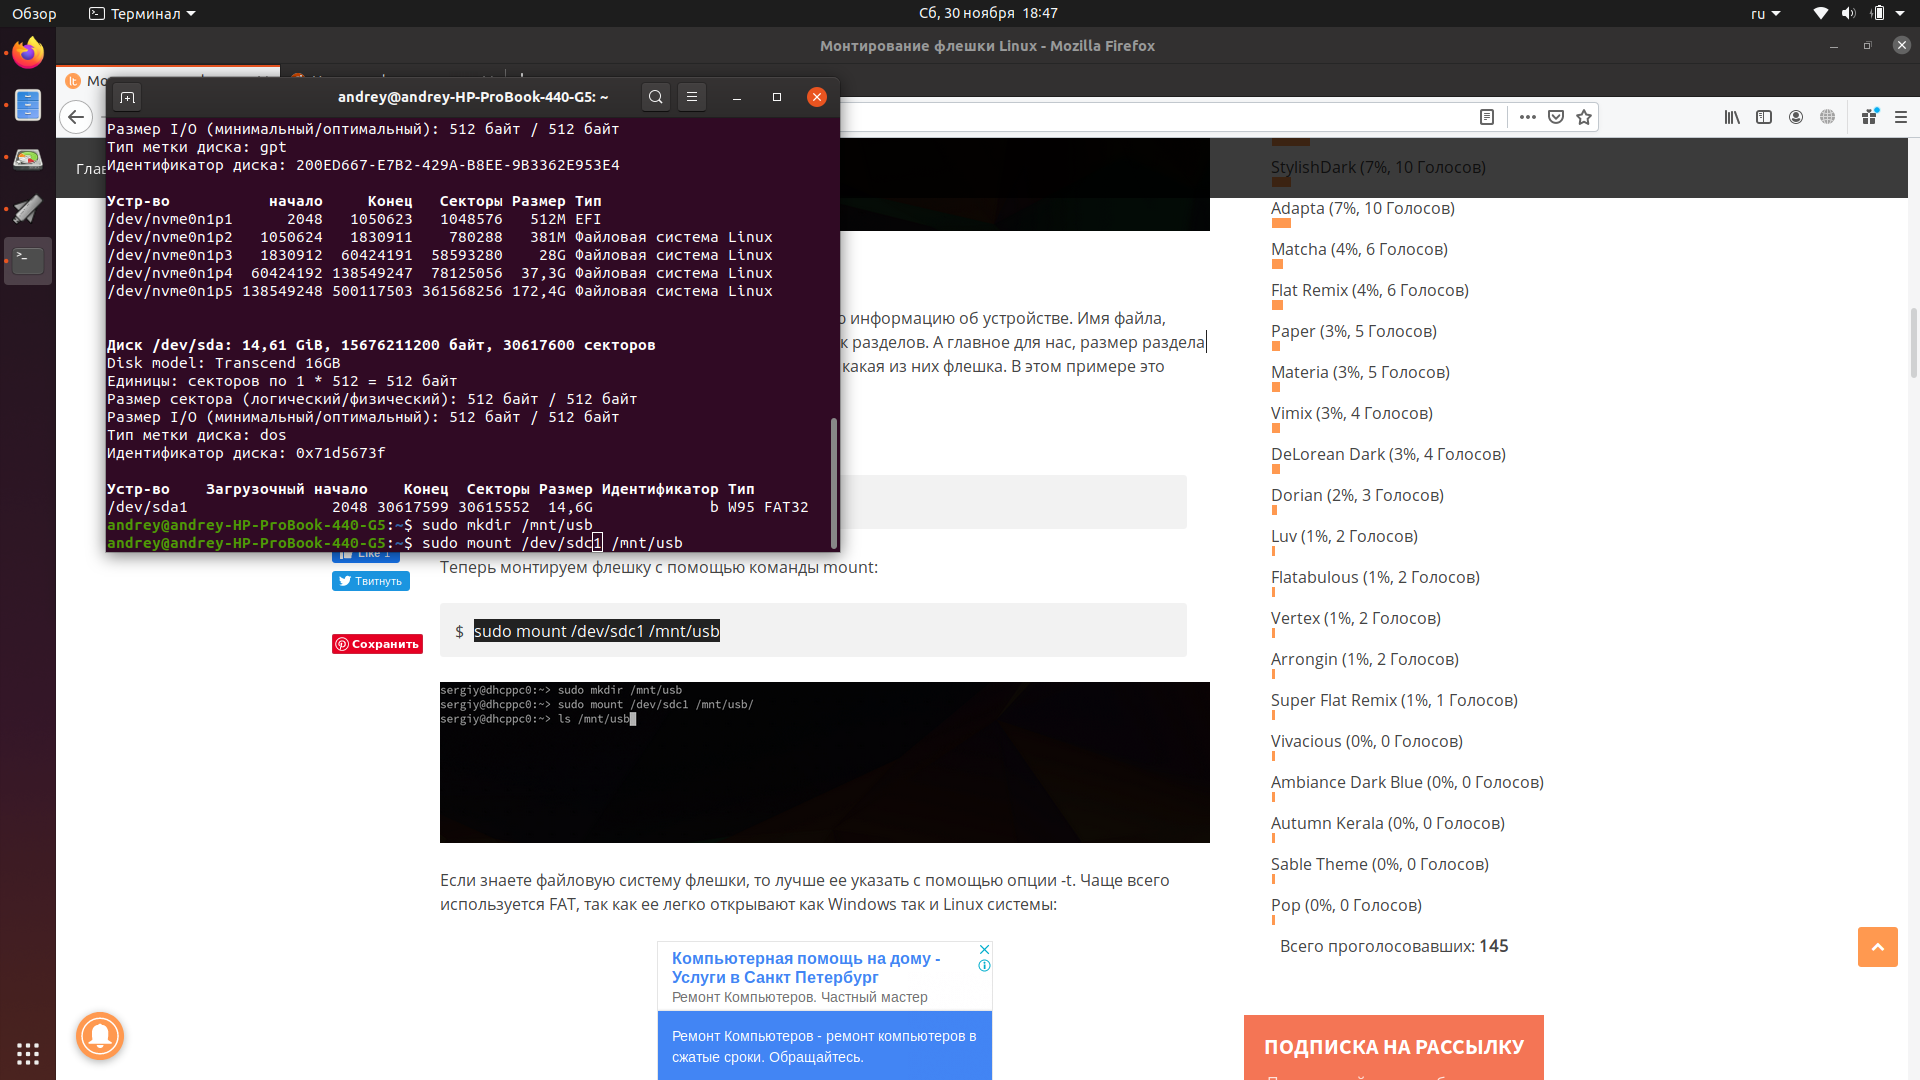 Обзор
Терминал
Сб, 30 ноября 18:47
ru
Монтирование флешки Linux - Mozilla Firefox
andrey@andrey-HP-ProBook-440-G5: ~
Размер I/O (минимальный/оптимальный): 512 байт / 512 байт
Тип метки диска: gpt
Идентификатор диска: 200ED667-E7B2-429A-B8EE-9B3362E953E4
Устр-во начало Конец Секторы Размер Тип
/dev/nvme0n1p1 2048 1050623 1048576 512M EFI
/dev/nvme0n1p2 1050624 1830911 780288 381M Файловая система Linux
/dev/nvme0n1p3 1830912 60424191 58593280 28G Файловая система Linux
/dev/nvme0n1p4 60424192 138549247 78125056 37,3G Файловая система Linux
/dev/nvme0n1p5 138549248 500117503 361568256 172,4G Файловая система Linux
Диск /dev/sda: 14,61 GiB, 15676211200 байт, 30617600 секторов
Disk model: Transcend 16GB
Единицы: секторов по 1 * 512 = 512 байт
Размер сектора (логический/физический): 512 байт / 512 байт
Размер I/O (минимальный/оптимальный): 512 байт / 512 байт
Тип метки диска: dos
Идентификатор диска: 0x71d5673f
Устр-во Загрузочный начало Конец Секторы Размер Идентификатор Тип
/dev/sda1 2048 30617599 30615552 14,6G b W95 FAT32
andrey@andrey-HP-ProBook-440-G5:~$ sudo mkdir /mnt/usb
andrey@andrey-HP-ProBook-440-G5:~$ sudo mount /dev/sdc1 /mnt/usb
информацию об устройстве. Имя файла,
к разделов. А главное для нас, размер раздела
какая из них флешка. В этом примере это
Like 1
Твитнуть
Сохранить
Теперь монтируем флешку с помощью команды mount:
$ sudo mount /dev/sdc1 /mnt/usb
sergiy@dhcppc0:~> sudo mkdir /mnt/usb
sergiy@dhcppc0:~> sudo mount /dev/sdc1 /mnt/usb/
sergiy@dhcppc0:~> ls /mnt/usb
Если знаете файловую систему флешки, то лучше ее указать с помощью опции -t. Чаще всего
используется FAT, так как ее легко открывают как Windows так и Linux системы:
Компьютерная помощь на дому -
Услуги в Санкт Петербург
Ремонт Компьютеров. Частный мастер
Ремонт Компьютеров - ремонт компьютеров в
сжатые сроки. Обращайтесь.
StylishDark (7%, 10 Голосов)
Adapta (7%, 10 Голосов)
Matcha (4%, 6 Голосов)
Flat Remix (4%, 6 Голосов)
Paper (3%, 5 Голосов)
Materia (3%, 5 Голосов)
Vimix (3%, 4 Голосов)
DeLorean Dark (3%, 4 Голосов)
Dorian (2%, 3 Голосов)
Luv (1%, 2 Голосов)
Flatabulous (1%, 2 Голосов)
Vertex (1%, 2 Голосов)
Arrongin (1%, 2 Голосов)
Super Flat Remix (1%, 1 Голосов)
Vivacious (0%, 0 Голосов)
Ambiance Dark Blue (0%, 0 Голосов)
Autumn Kerala (0%, 0 Голосов)
Sable Theme (0%, 0 Голосов)
Pop (0%, 0 Голосов)
Всего проголосовавших: 145
ПОДПИСКА НА РАССЫЛКУ